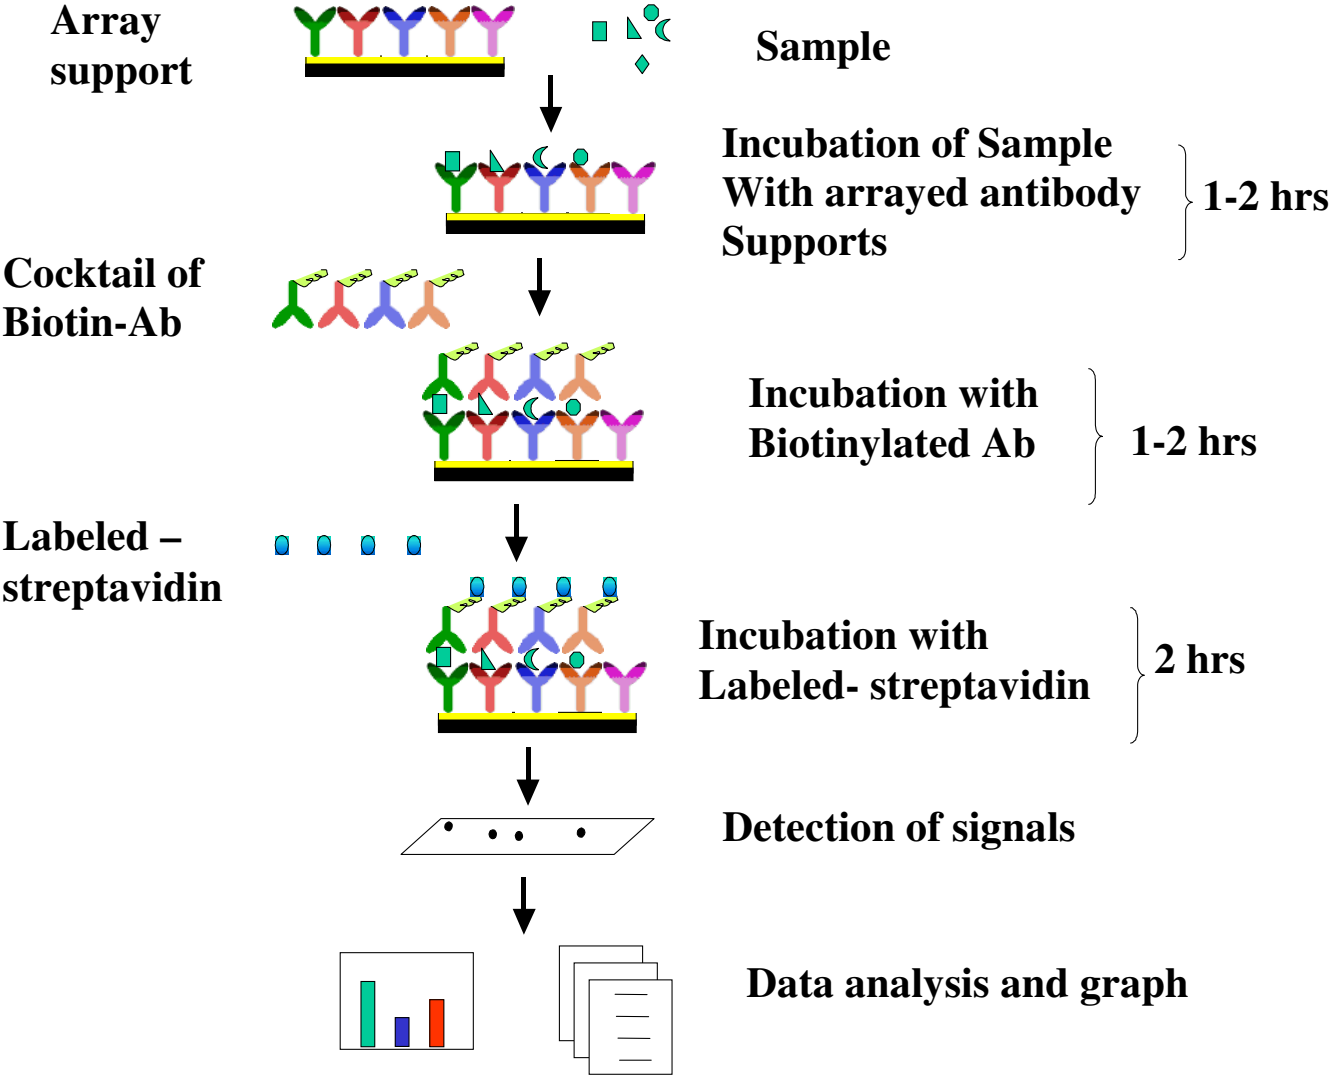 Array
support
Sample
Incubation of Sample
With arrayed antibody
Supports
1-2 hrs
Cocktail of
Biotin-Ab
Incubation with
Biotinylated Ab
1-2 hrs
Labeled –
streptavidin
Incubation with
Labeled- streptavidin
2 hrs
Detection of signals
Data analysis and graph